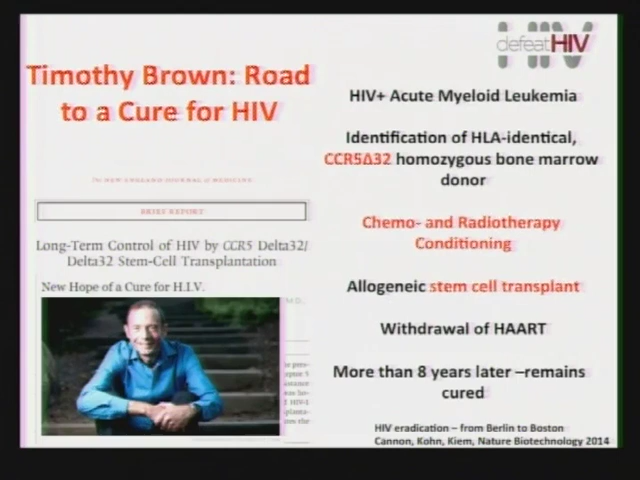 defeatHIV
Timothy Brown: Road
to a Cure for HIV
THE NEW ENGLAND JOURNAL of MEDICINE
BRIEF REPORT
Long-Term Control of HIV by CCR5 Delta32/
Delta32 Stem-Cell Transplantation
New Hope of a Cure for H.I.V.
M.D.
HIV+ Acute Myeloid Leukemia
Identification of HLA-identical,
CCR5Δ32 homozygous bone marrow
donor
Chemo- and Radiotherapy
Conditioning
Allogeneic stem cell transplant
Withdrawal of HAART
More than 8 years later –remains
cured
HIV eradication – from Berlin to Boston
Cannon, Kohn, Kiem, Nature Biotechnology 2014